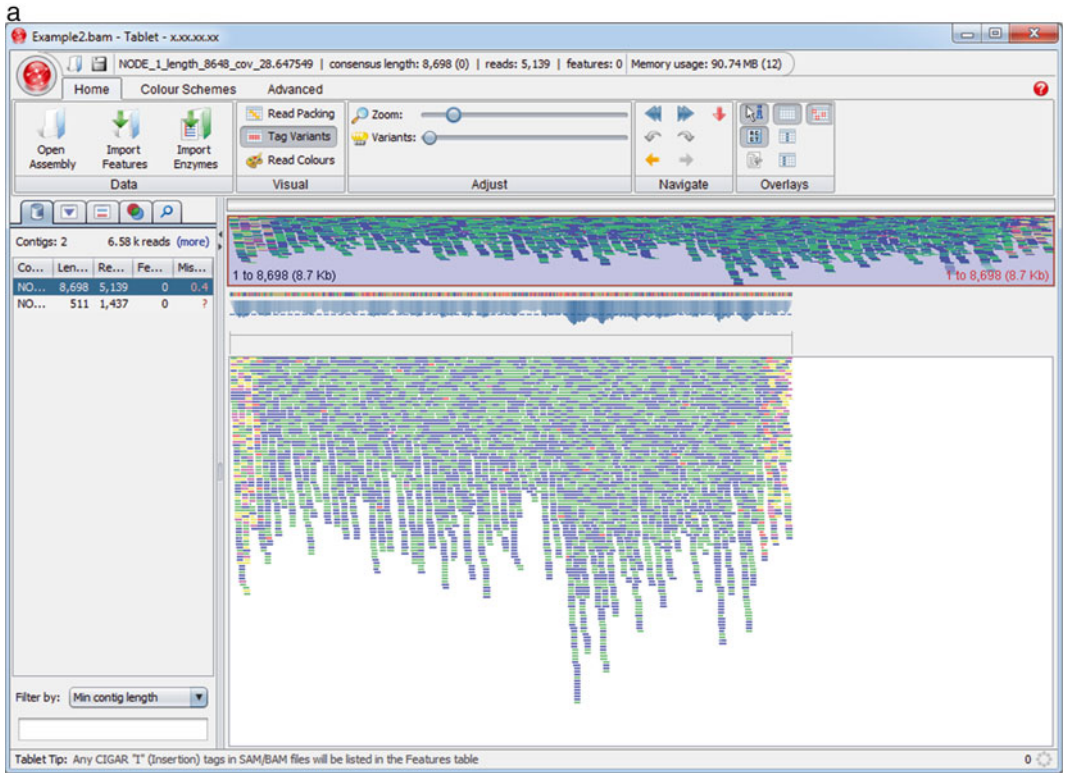 a
Example2.bam - Tablet - x.xx.xx.xx
NODE_1_length_8648_cov_28.647549 | consensus length: 8,698 (0) | reads: 5,139 | features: 0 | Memory usage: 90.74 MB (12)
Home Colour Schemes Advanced
Open Assembly
Import Features
Import Enzymes
Data
Read Packing
Tag Variants
Read Colours
Visual
Zoom:
Variants:
Adjust
Navigate
Overlays
Contigs: 2 6.58 k reads (more)
Co... Len... Re... Fe... Mis...
NO... 8,698 5,139 0 0.4
NO... 511 1,437 0 ?
1 to 8,698 (8.7 Kb) 1 to 8,698 (8.7 Kb)
Filter by: Min contig length
Tablet Tip: Any CIGAR "I" (Insertion) tags in SAM/BAM files will be listed in the Features table 0